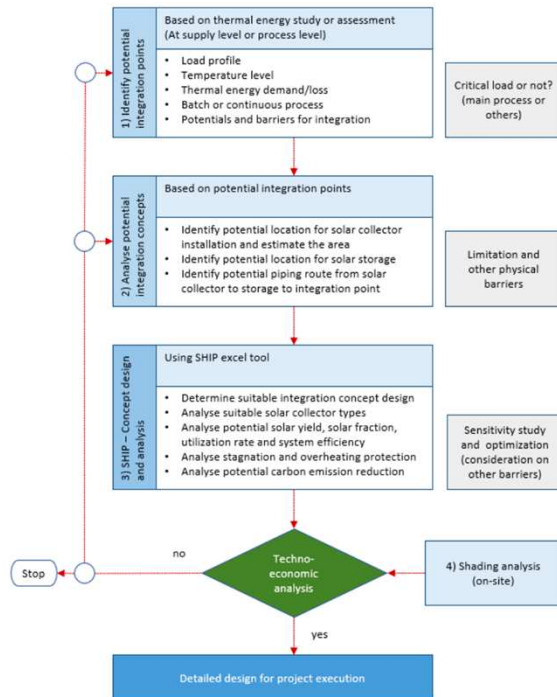 1) Identify potential
integration points
Based on thermal energy study or assessment
(At supply level or process level)
• Load profile
• Temperature level
• Thermal energy demand/loss
• Batch or continuous process
• Potentials and barriers for integration
Critical load or not?
(main process or
others)
2) Analyse potential
integration concepts
Based on potential integration points
• Identify potential location for solar collector
installation and estimate the area
• Identify potential location for solar storage
• Identify potential piping route from solar
collector to storage to integration point
Limitation and
other physical
barriers
3) SHIP – Concept design
and analysis
Using SHIP excel tool
• Determine suitable integration concept design
• Analyse suitable solar collector types
• Analyse potential solar yield, solar fraction,
utilization rate and system efficiency
• Analyse stagnation and overheating protection
• Analyse potential carbon emission reduction
Sensitivity study
and optimization
(consideration on
other barriers)
Stop
no
Techno-
economic
analysis
4) Shading analysis
(on-site)
yes
Detailed design for project execution